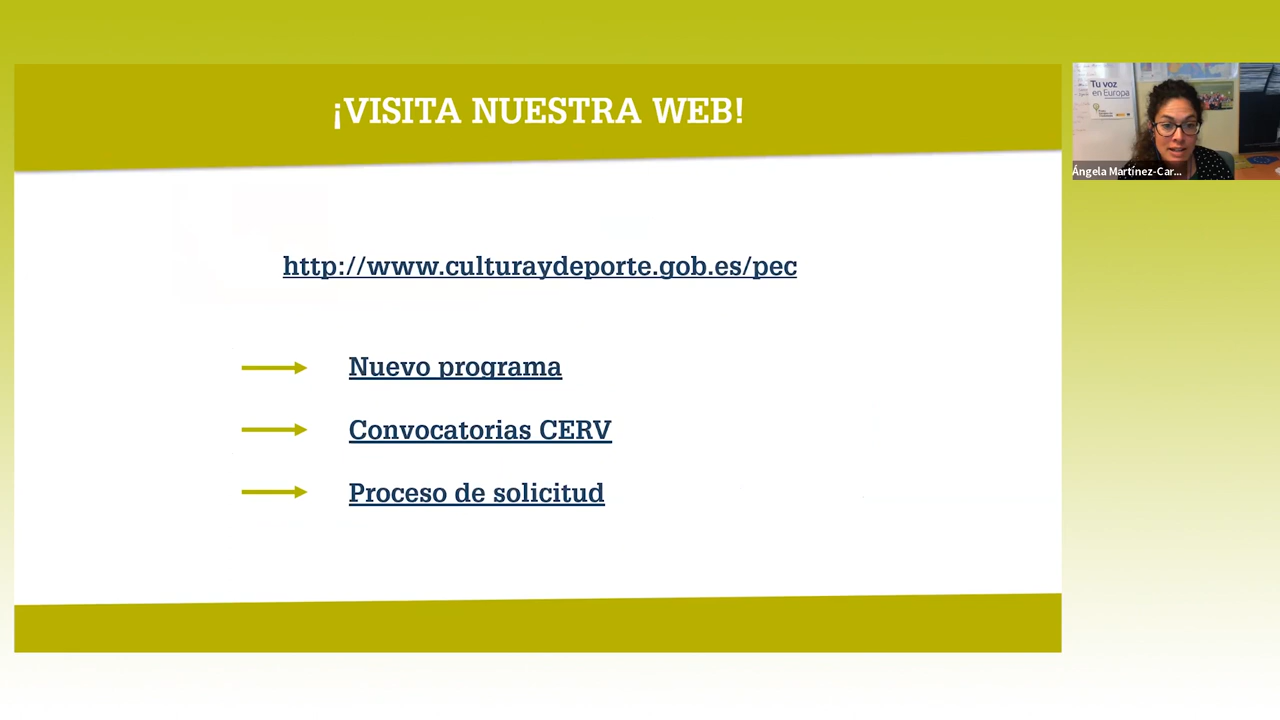 ¡VISITA NUESTRA WEB!
http://www.culturaydeporte.gob.es/pec
Nuevo programa
Convocatorias CERV
Proceso de solicitud
Tu voz
en Europa
Ángela Martínez-Car...